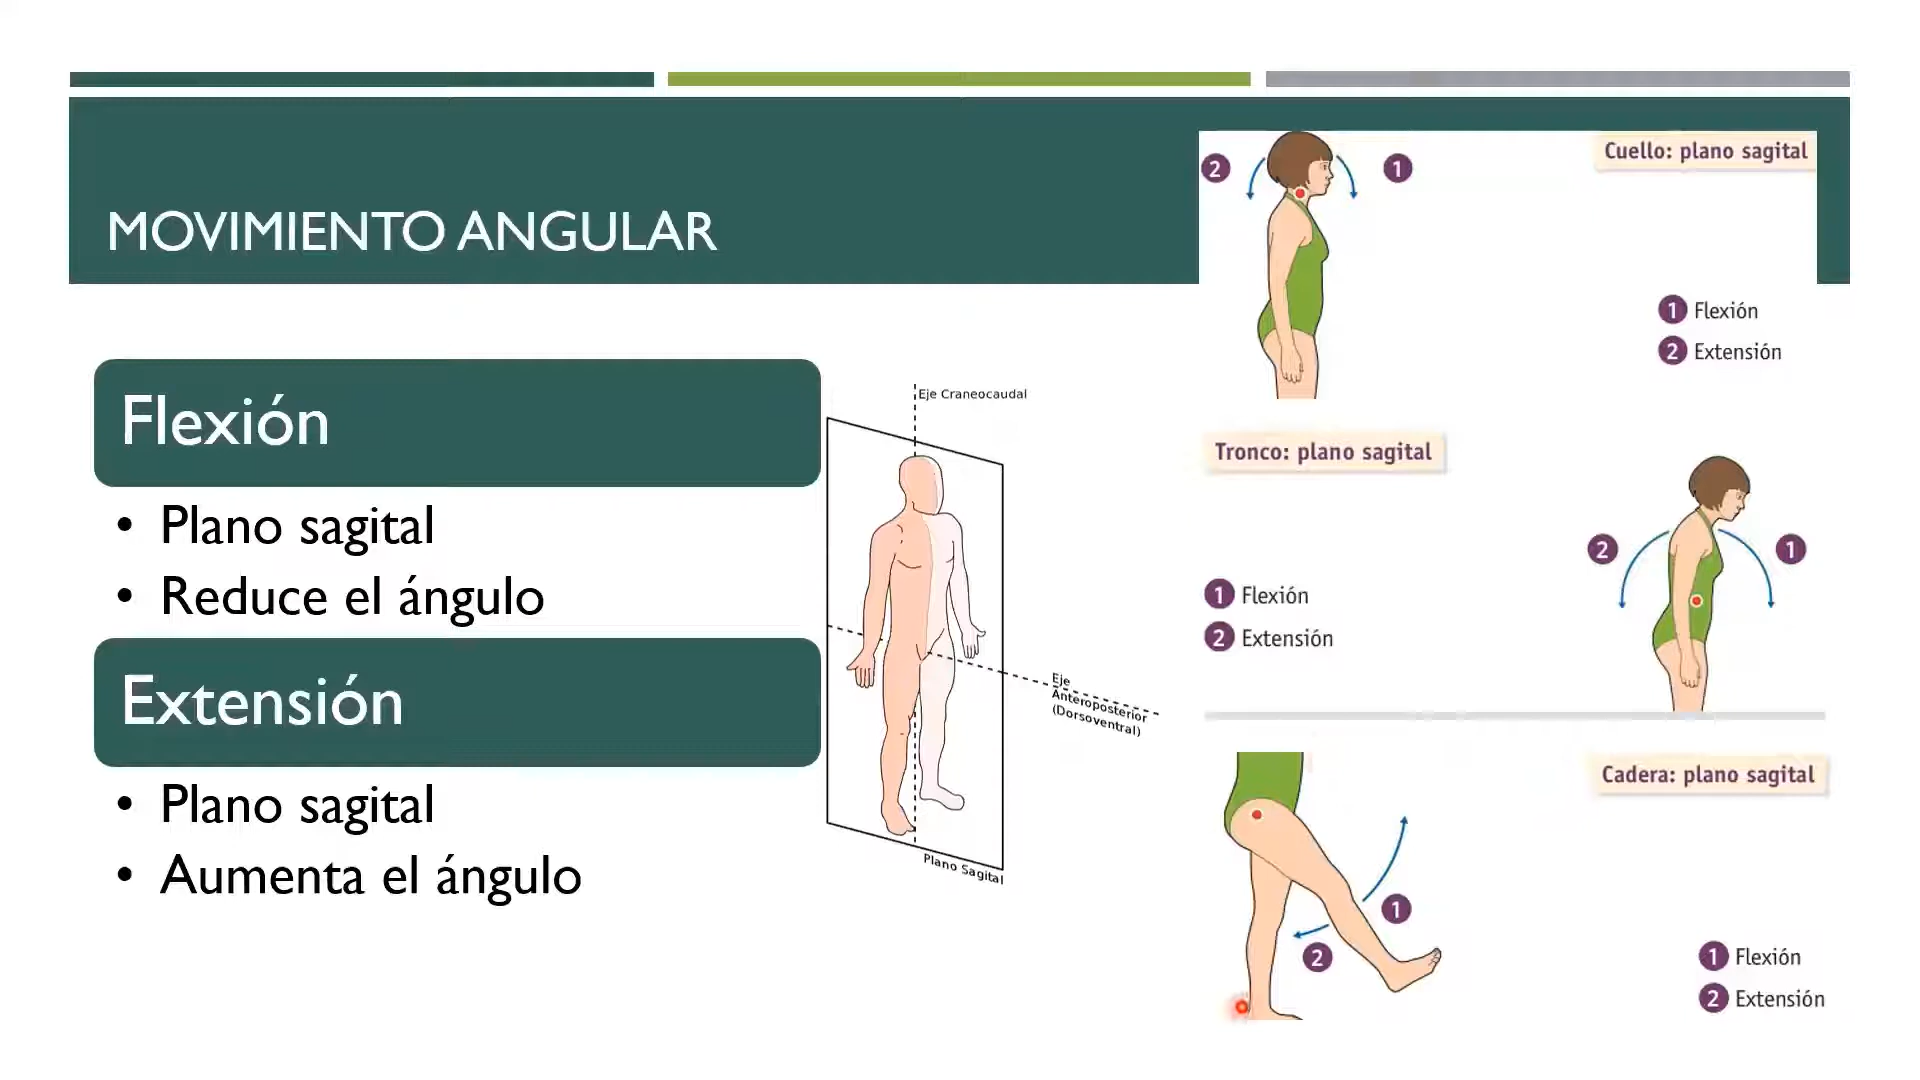 MOVIMIENTO ANGULAR
Flexión
• Plano sagital
• Reduce el ángulo
Extensión
• Plano sagital
• Aumenta el ángulo
Eje Craneocaudal
Eje
Anteroposterior
(Dorsoventral)
Plano Sagital
Cuello: plano sagital
2
1
1 Flexión
2 Extensión
Tronco: plano sagital
2
1
1 Flexión
2 Extensión
Cadera: plano sagital
1
2
1 Flexión
2 Extensión